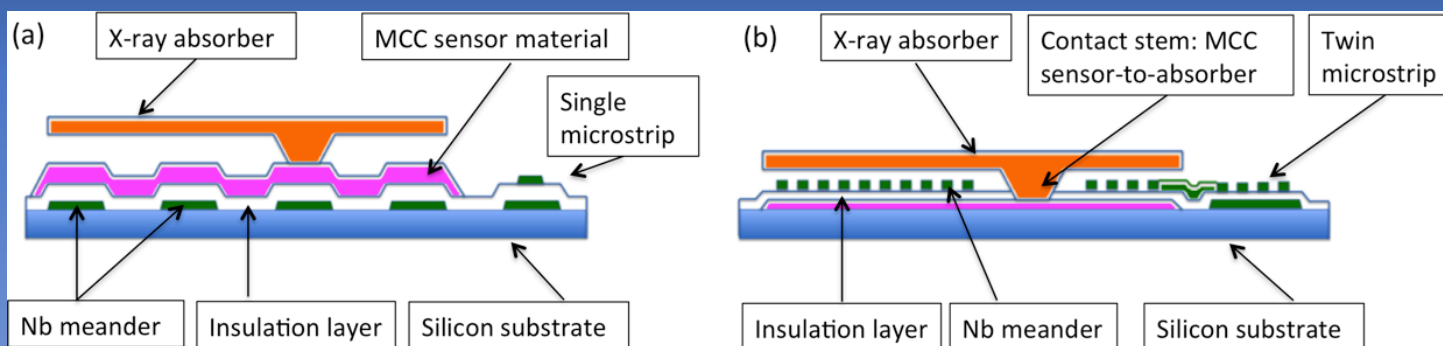 (a)
X-ray absorber
MCC sensor material
Single
microstrip
Nb meander
Insulation layer
Silicon substrate
(b)
X-ray absorber
Contact stem: MCC
sensor-to-absorber
Twin
microstrip
Insulation layer
Nb meander
Silicon substrate